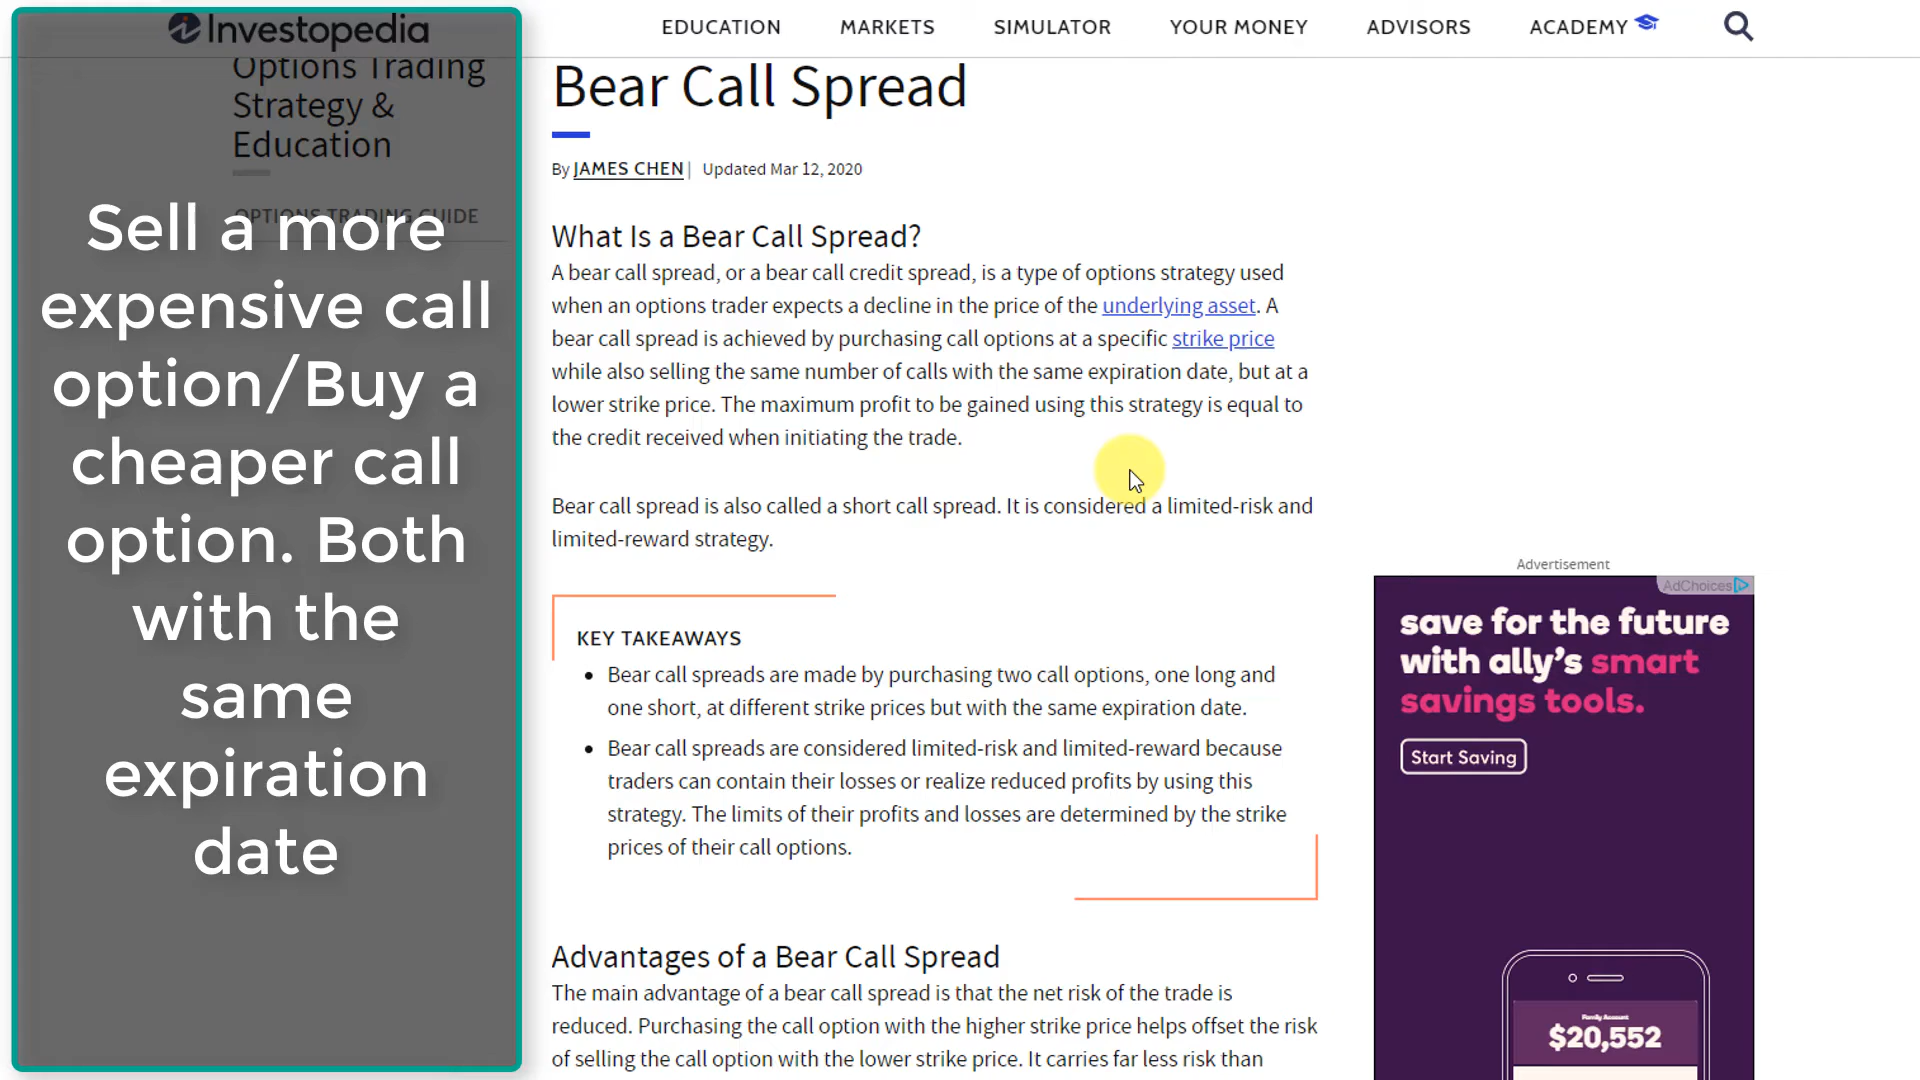 Investopedia
EDUCATION MARKETS SIMULATOR YOUR MONEY ADVISORS ACADEMY
Options Trading
Strategy &
Education
OPTIONS TRADING GUIDE
Sell a more
expensive call
option/Buy a
cheaper call
option. Both
with the
same
expiration
date
Bear Call Spread
By JAMES CHEN | Updated Mar 12, 2020
What Is a Bear Call Spread?
A bear call spread, or a bear call credit spread, is a type of options strategy used
when an options trader expects a decline in the price of the underlying asset. A
bear call spread is achieved by purchasing call options at a specific strike price
while also selling the same number of calls with the same expiration date, but at a
lower strike price. The maximum profit to be gained using this strategy is equal to
the credit received when initiating the trade.
Bear call spread is also called a short call spread. It is considered a limited-risk and
limited-reward strategy.
KEY TAKEAWAYS
• Bear call spreads are made by purchasing two call options, one long and
one short, at different strike prices but with the same expiration date.
• Bear call spreads are considered limited-risk and limited-reward because
traders can contain their losses or realize reduced profits by using this
strategy. The limits of their profits and losses are determined by the strike
prices of their call options.
Advantages of a Bear Call Spread
The main advantage of a bear call spread is that the net risk of the trade is
reduced. Purchasing the call option with the higher strike price helps offset the risk
of selling the call option with the lower strike price. It carries far less risk than
Advertisement
AdChoices
save for the future
with ally's smart
savings tools.
Start Saving
Family Account
$20,552